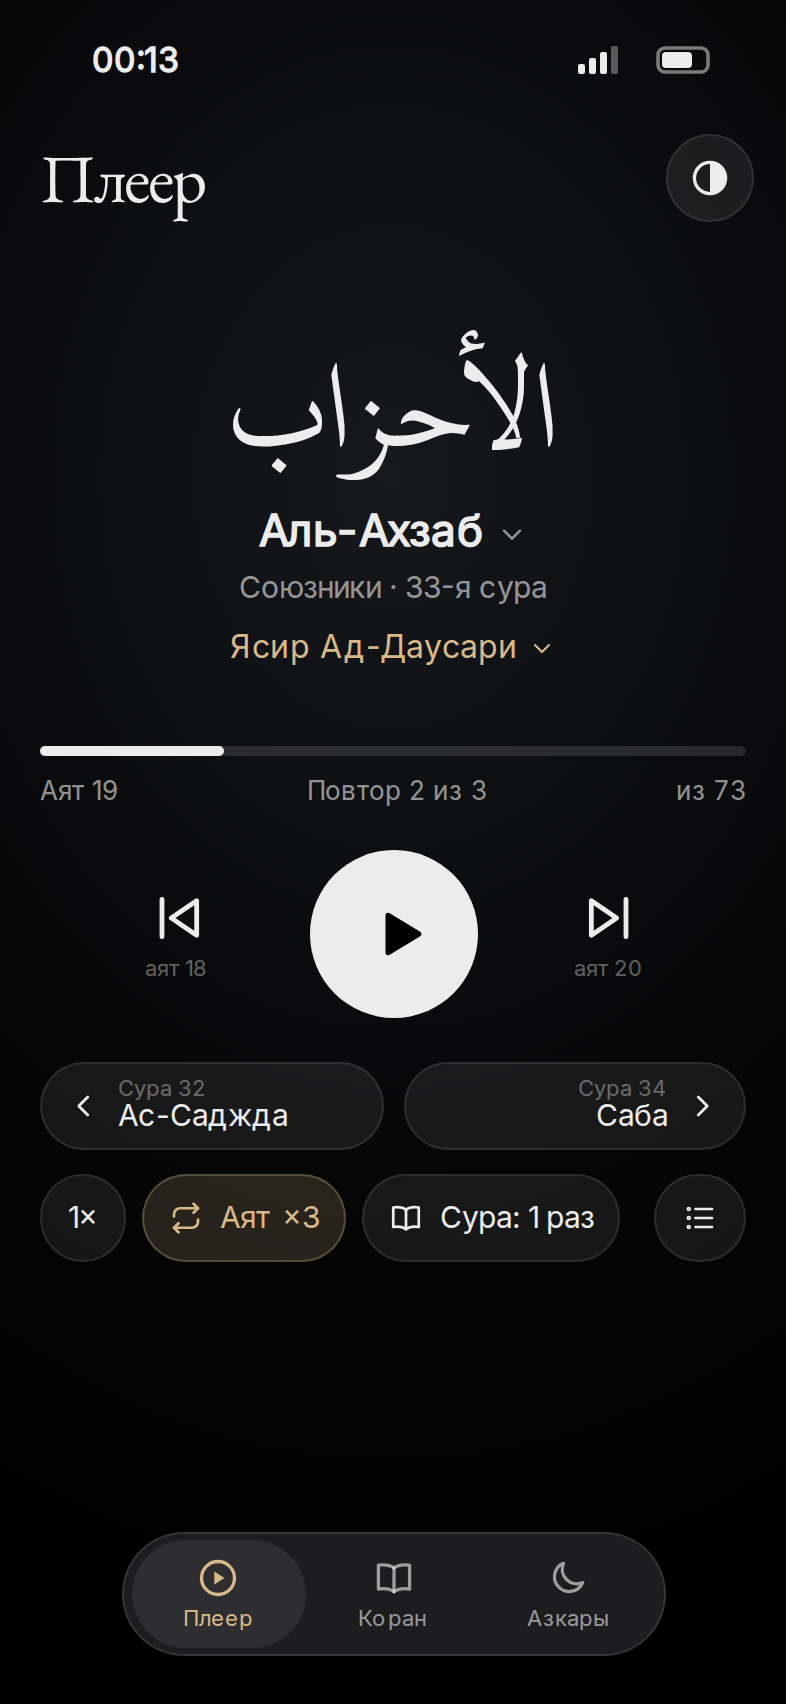 00:13
Плеер
الأحزاب
Аль-Ахзаб
Союзники · 33-я сура
Ясир Ад-Даусари
Аят 19 Повтор 2 из 3 из 73
аят 18 аят 20
Сура 32 Сура 34
Ас-Саджда Саба
1× Аят ×3 Сура: 1 раз
Плеер Коран Азкары